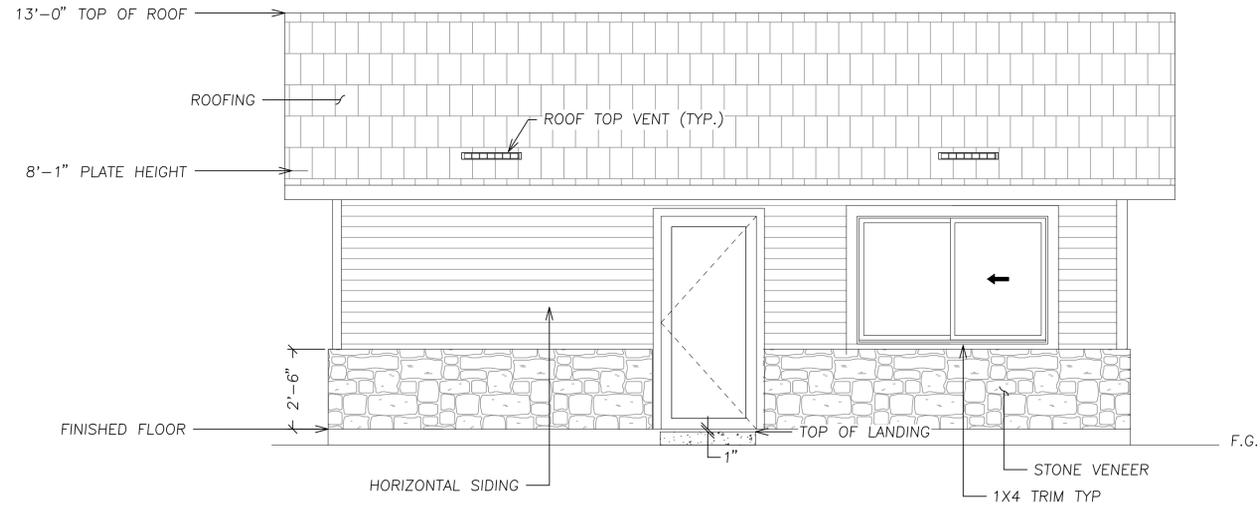 13'-0" TOP OF ROOF
ROOFING
ROOF TOP VENT (TYP.)
8'-1" PLATE HEIGHT
2'-6"
FINISHED FLOOR
TOP OF LANDING
F.G.
1"
STONE VENEER
HORIZONTAL SIDING
1X4 TRIM TYP